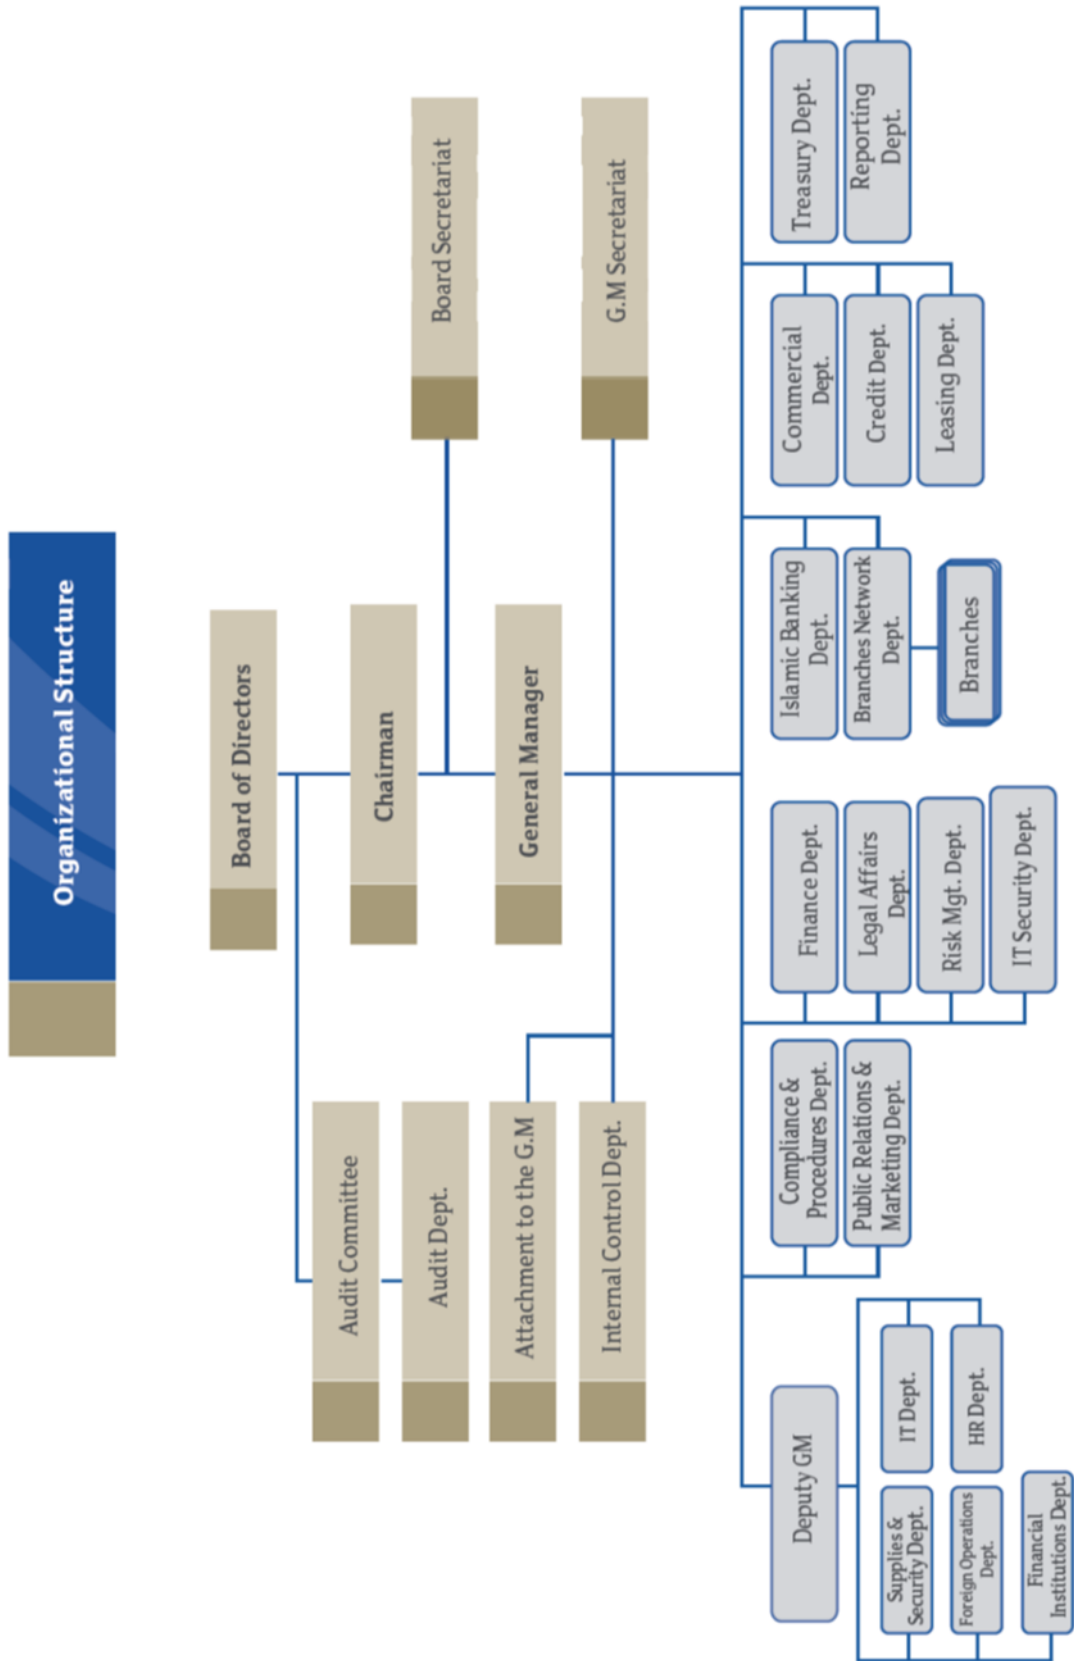 Organizational Structure
Board of Directors
Chairman
Board Secretariat
General Manager
G.M Secretariat
Audit Committee
Audit Dept.
Attachment to the G.M
Internal Control Dept.
Deputy GM
Supplies &
Security Dept.
Foreign Operations
Dept.
Financial
Institutions Dept.
IT Dept.
HR Dept.
Compliance &
Procedures Dept.
Public Relations &
Marketing Dept.
Finance Dept.
Legal Affairs
Dept.
Risk Mgt. Dept.
IT Security Dept.
Islamic Banking
Dept.
Branches Network
Dept.
Branches
Commercial
Dept.
Credit Dept.
Leasing Dept.
Treasury Dept.
Reporting
Dept.